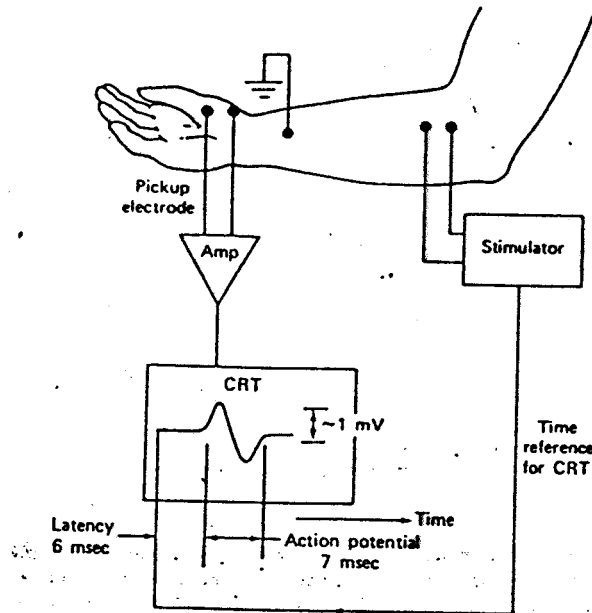 Pickup
electrode
Amp
Stimulator
CRT
~1 mV
Time
reference
for CRT
Time
Latency
6 msec
Action potential
7 msec